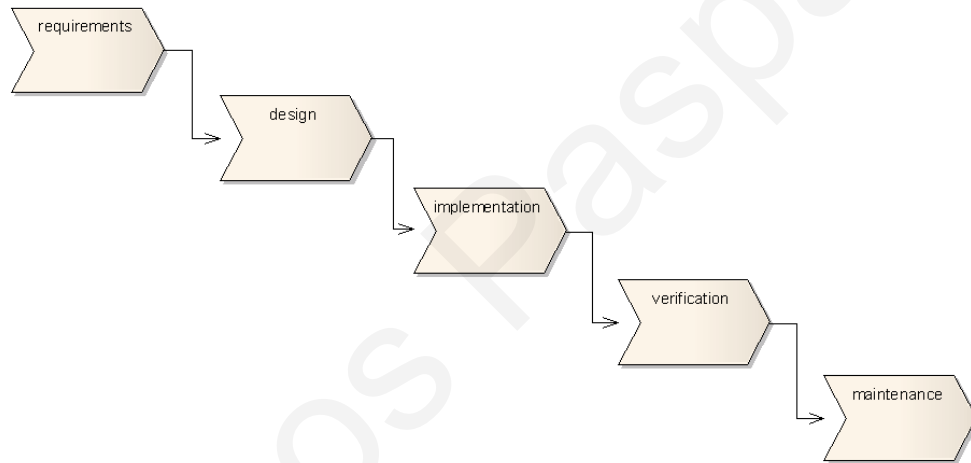 requirements
design
implementation
verification
maintenance